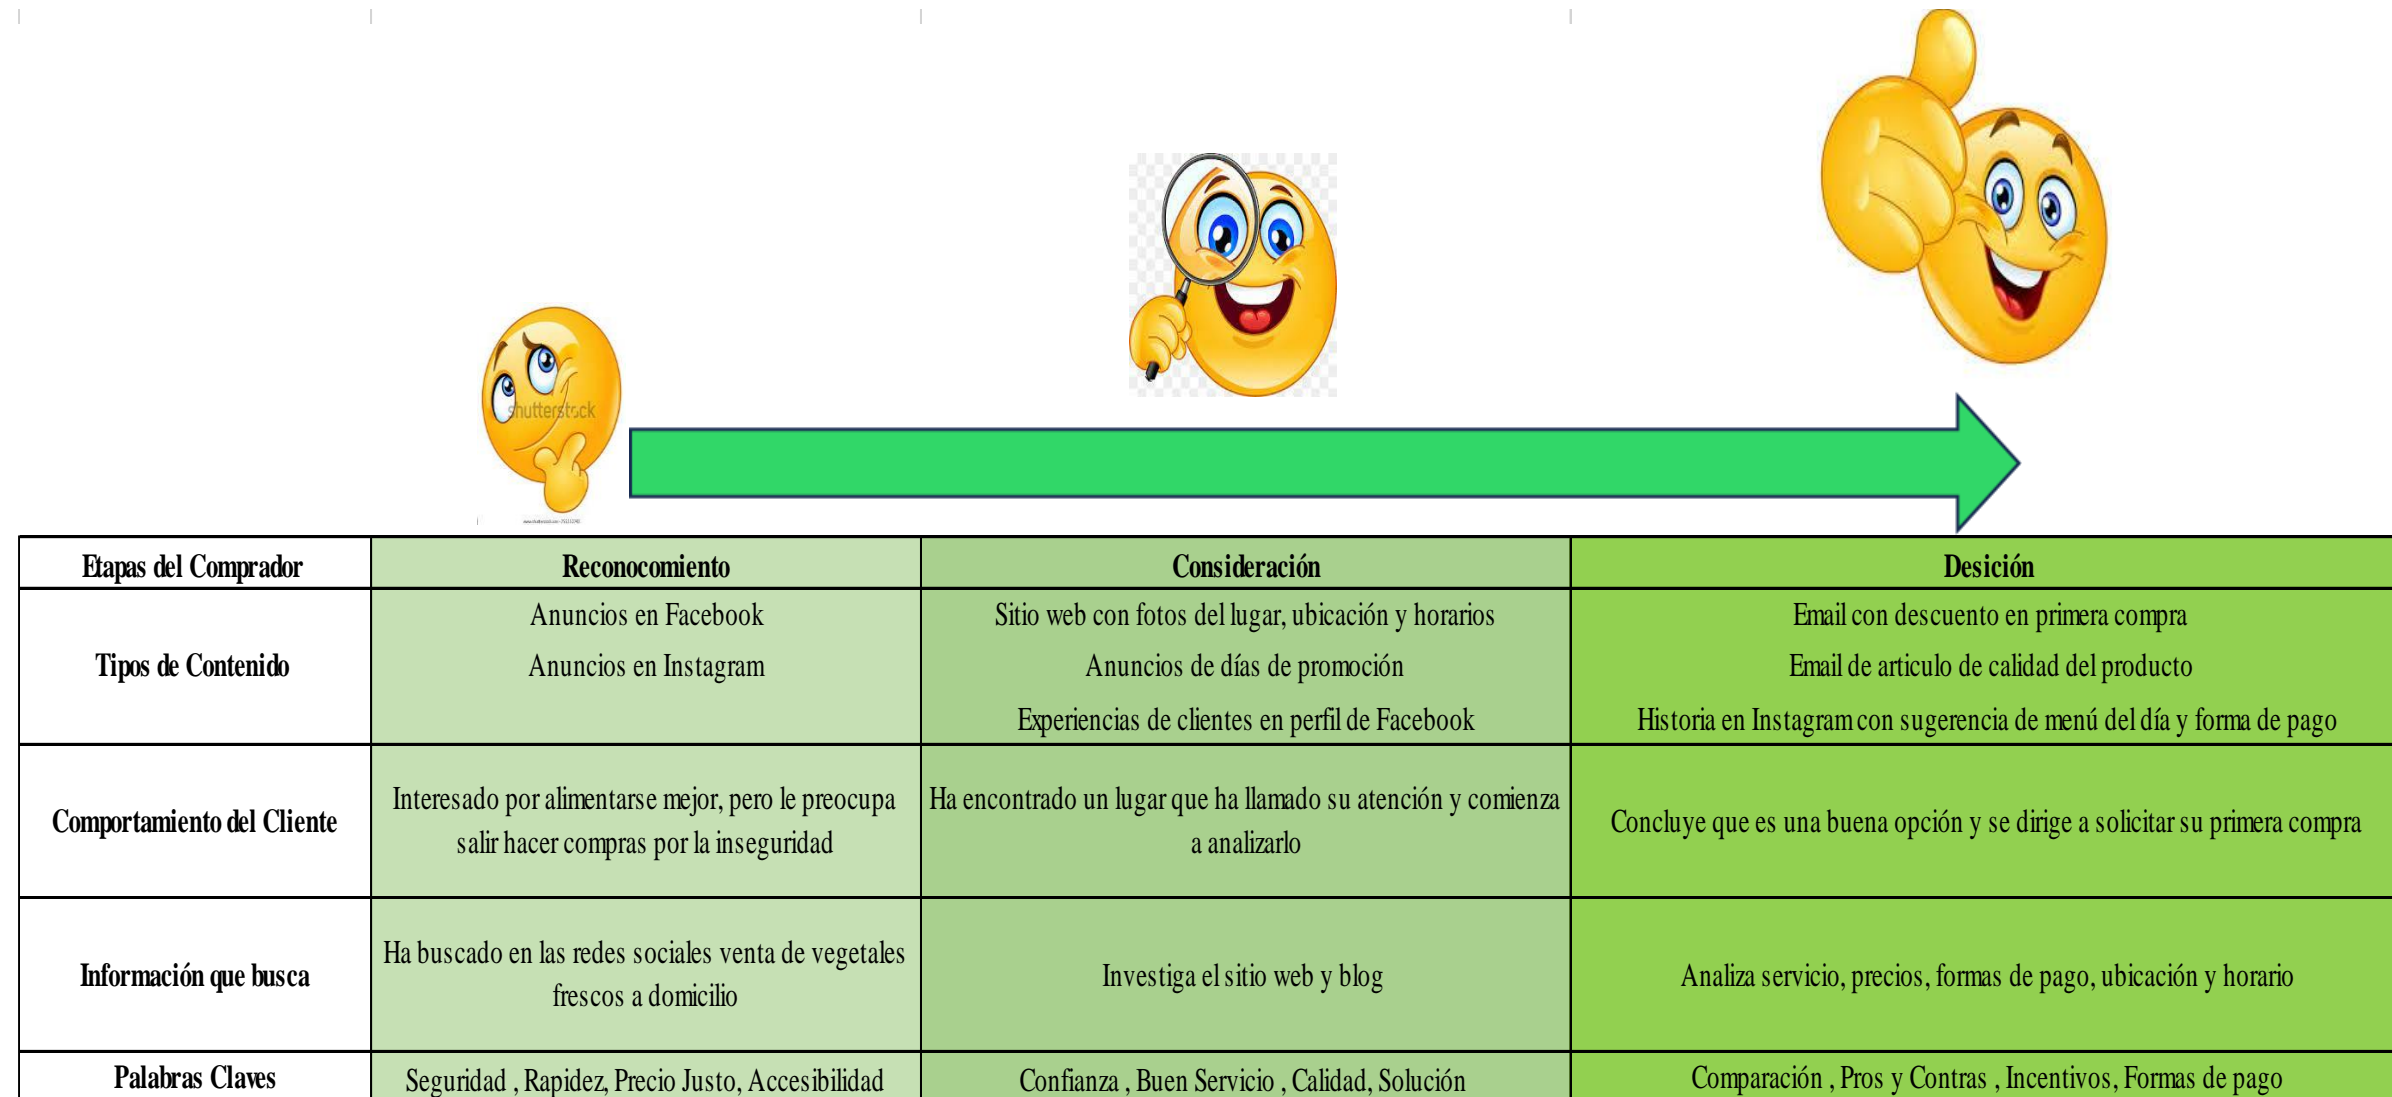 shutterstock
Etapas del Comprador
Reconocomiento
Consideración
Desición
Tipos de Contenido
Anuncios en Facebook
Anuncios en Instagram
Sitio web con fotos del lugar, ubicación y horarios
Anuncios de días de promoción
Experiencias de clientes en perfil de Facebook
Email con descuento en primera compra
Email de articulo de calidad del producto
Historia en Instagram con sugerencia de menú del día y forma de pago
Comportamiento del Cliente
Interesado por alimentarse mejor, pero le preocupa
salir hacer compras por la inseguridad
Ha encontrado un lugar que ha llamado su atención y comienza
a analizarlo
Concluye que es una buena opción y se dirige a solicitar su primera compra
Información que busca
Ha buscado en las redes sociales venta de vegetales
frescos a domicilio
Investiga el sitio web y blog
Analiza servicio, precios, formas de pago, ubicación y horario
Palabras Claves
Seguridad , Rapidez, Precio Justo, Accesibilidad
Confianza , Buen Servicio , Calidad, Solución
Comparación , Pros y Contras , Incentivos, Formas de pago